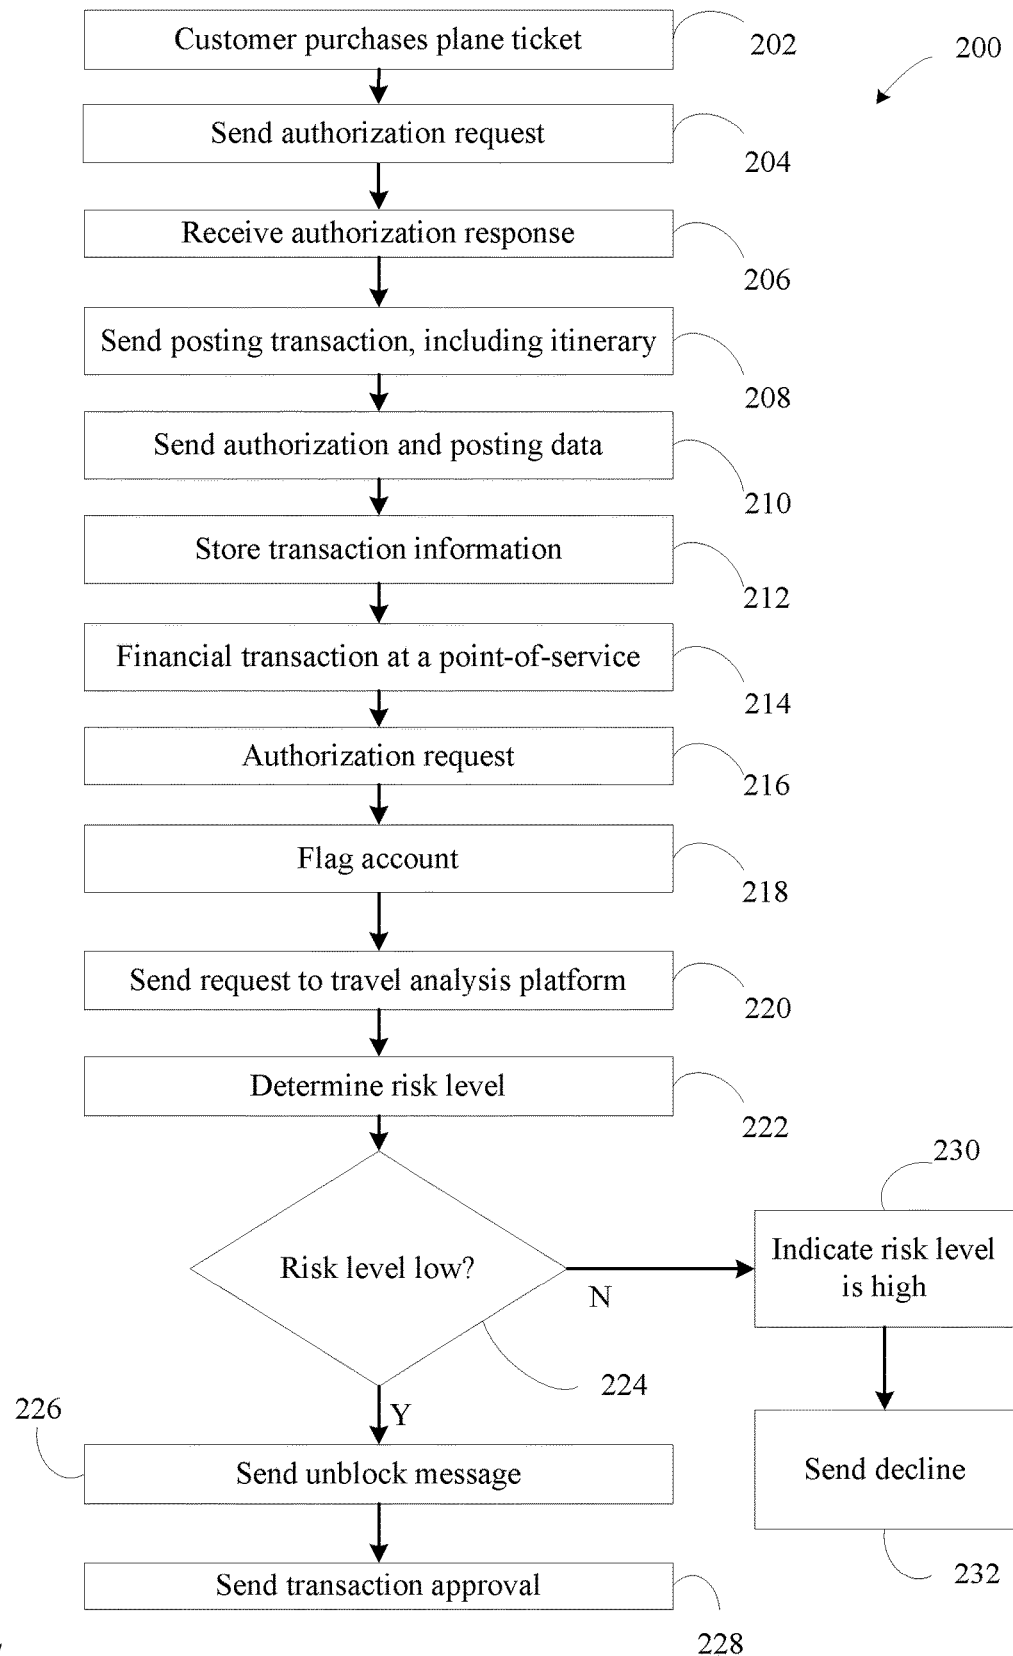 Customer purchases plane ticket
202
200
Send authorization request
204
Receive authorization response
206
Send posting transaction, including itinerary
208
Send authorization and posting data
210
Store transaction information
212
Financial transaction at a point-of-service
214
Authorization request
216
Flag account
218
Send request to travel analysis platform
220
Determine risk level
222
Risk level low?
224
N
230
Indicate risk level
is high
Y
226
Send unblock message
Send decline
232
Send transaction approval
228